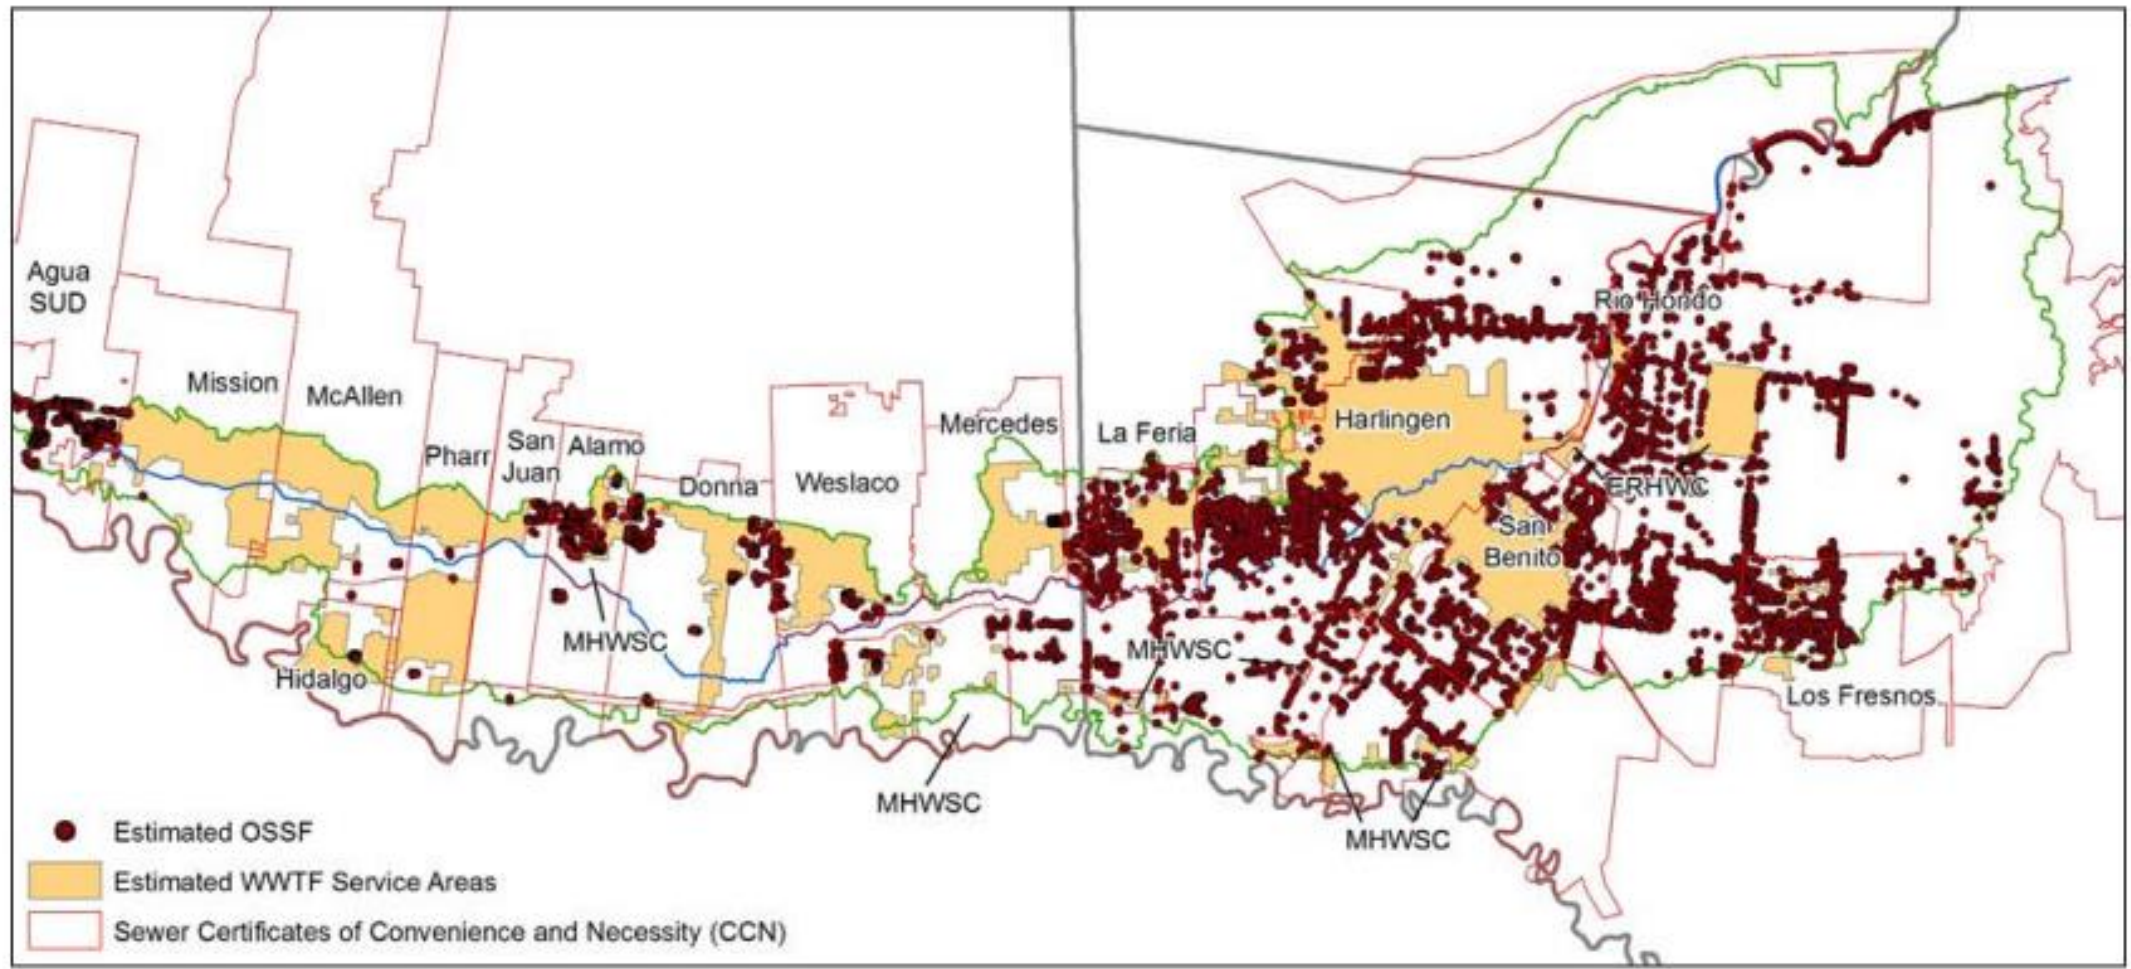 Agua
SUD
Mission
McAllen
Pharr
San
Juan
Alamo
Donna
Weslaco
Mercedes
La Feria
Harlingen
Rio Hondo
ERHWC
San
Benito
MHWSC
MHWSC
Hidalgo
Los Fresnos
MHWSC
MHWSC
Estimated OSSF
Estimated WWTF Service Areas
Sewer Certificates of Convenience and Necessity (CCN)